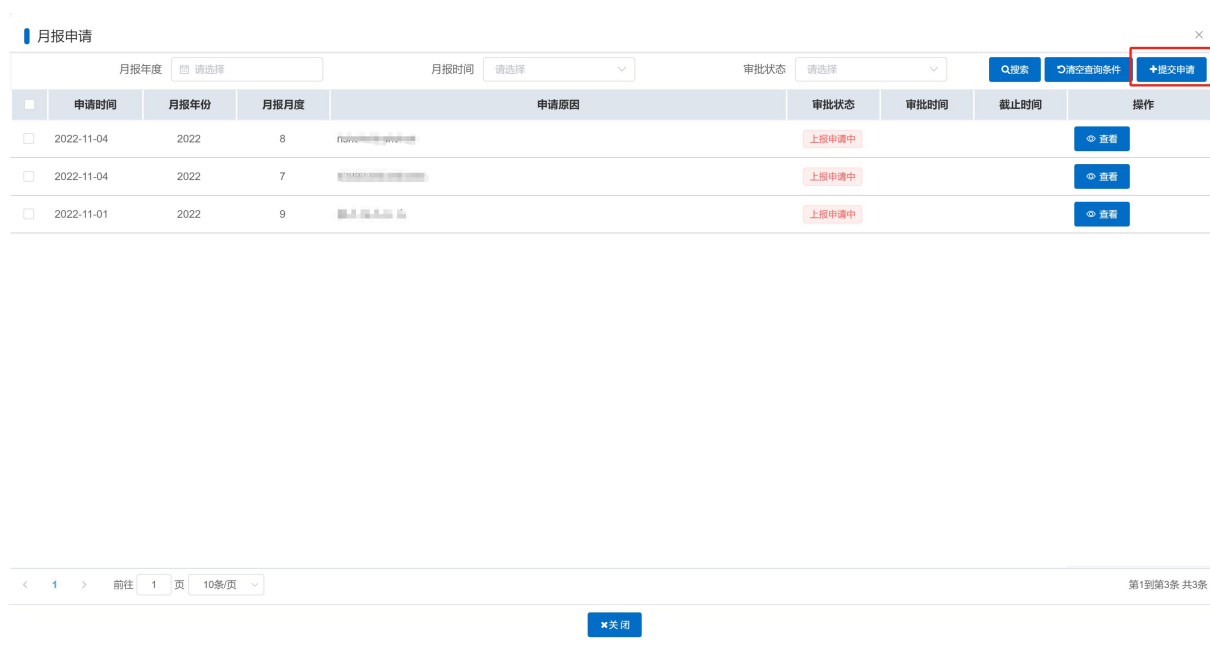 月报申请
月报年度 请选择 月报时间 请选择 审批状态 请选择 搜索 清空查询条件 提交申请
申请时间 月报年份 月报月度 申请原因 审批状态 审批时间 截止时间 操作
2022-11-04 2022 8 上报申请中 查看
2022-11-04 2022 7 上报申请中 查看
2022-11-01 2022 9 上报申请中 查看
1 前往 1 页 10条/页 第1到第3条 共3条
关 闭